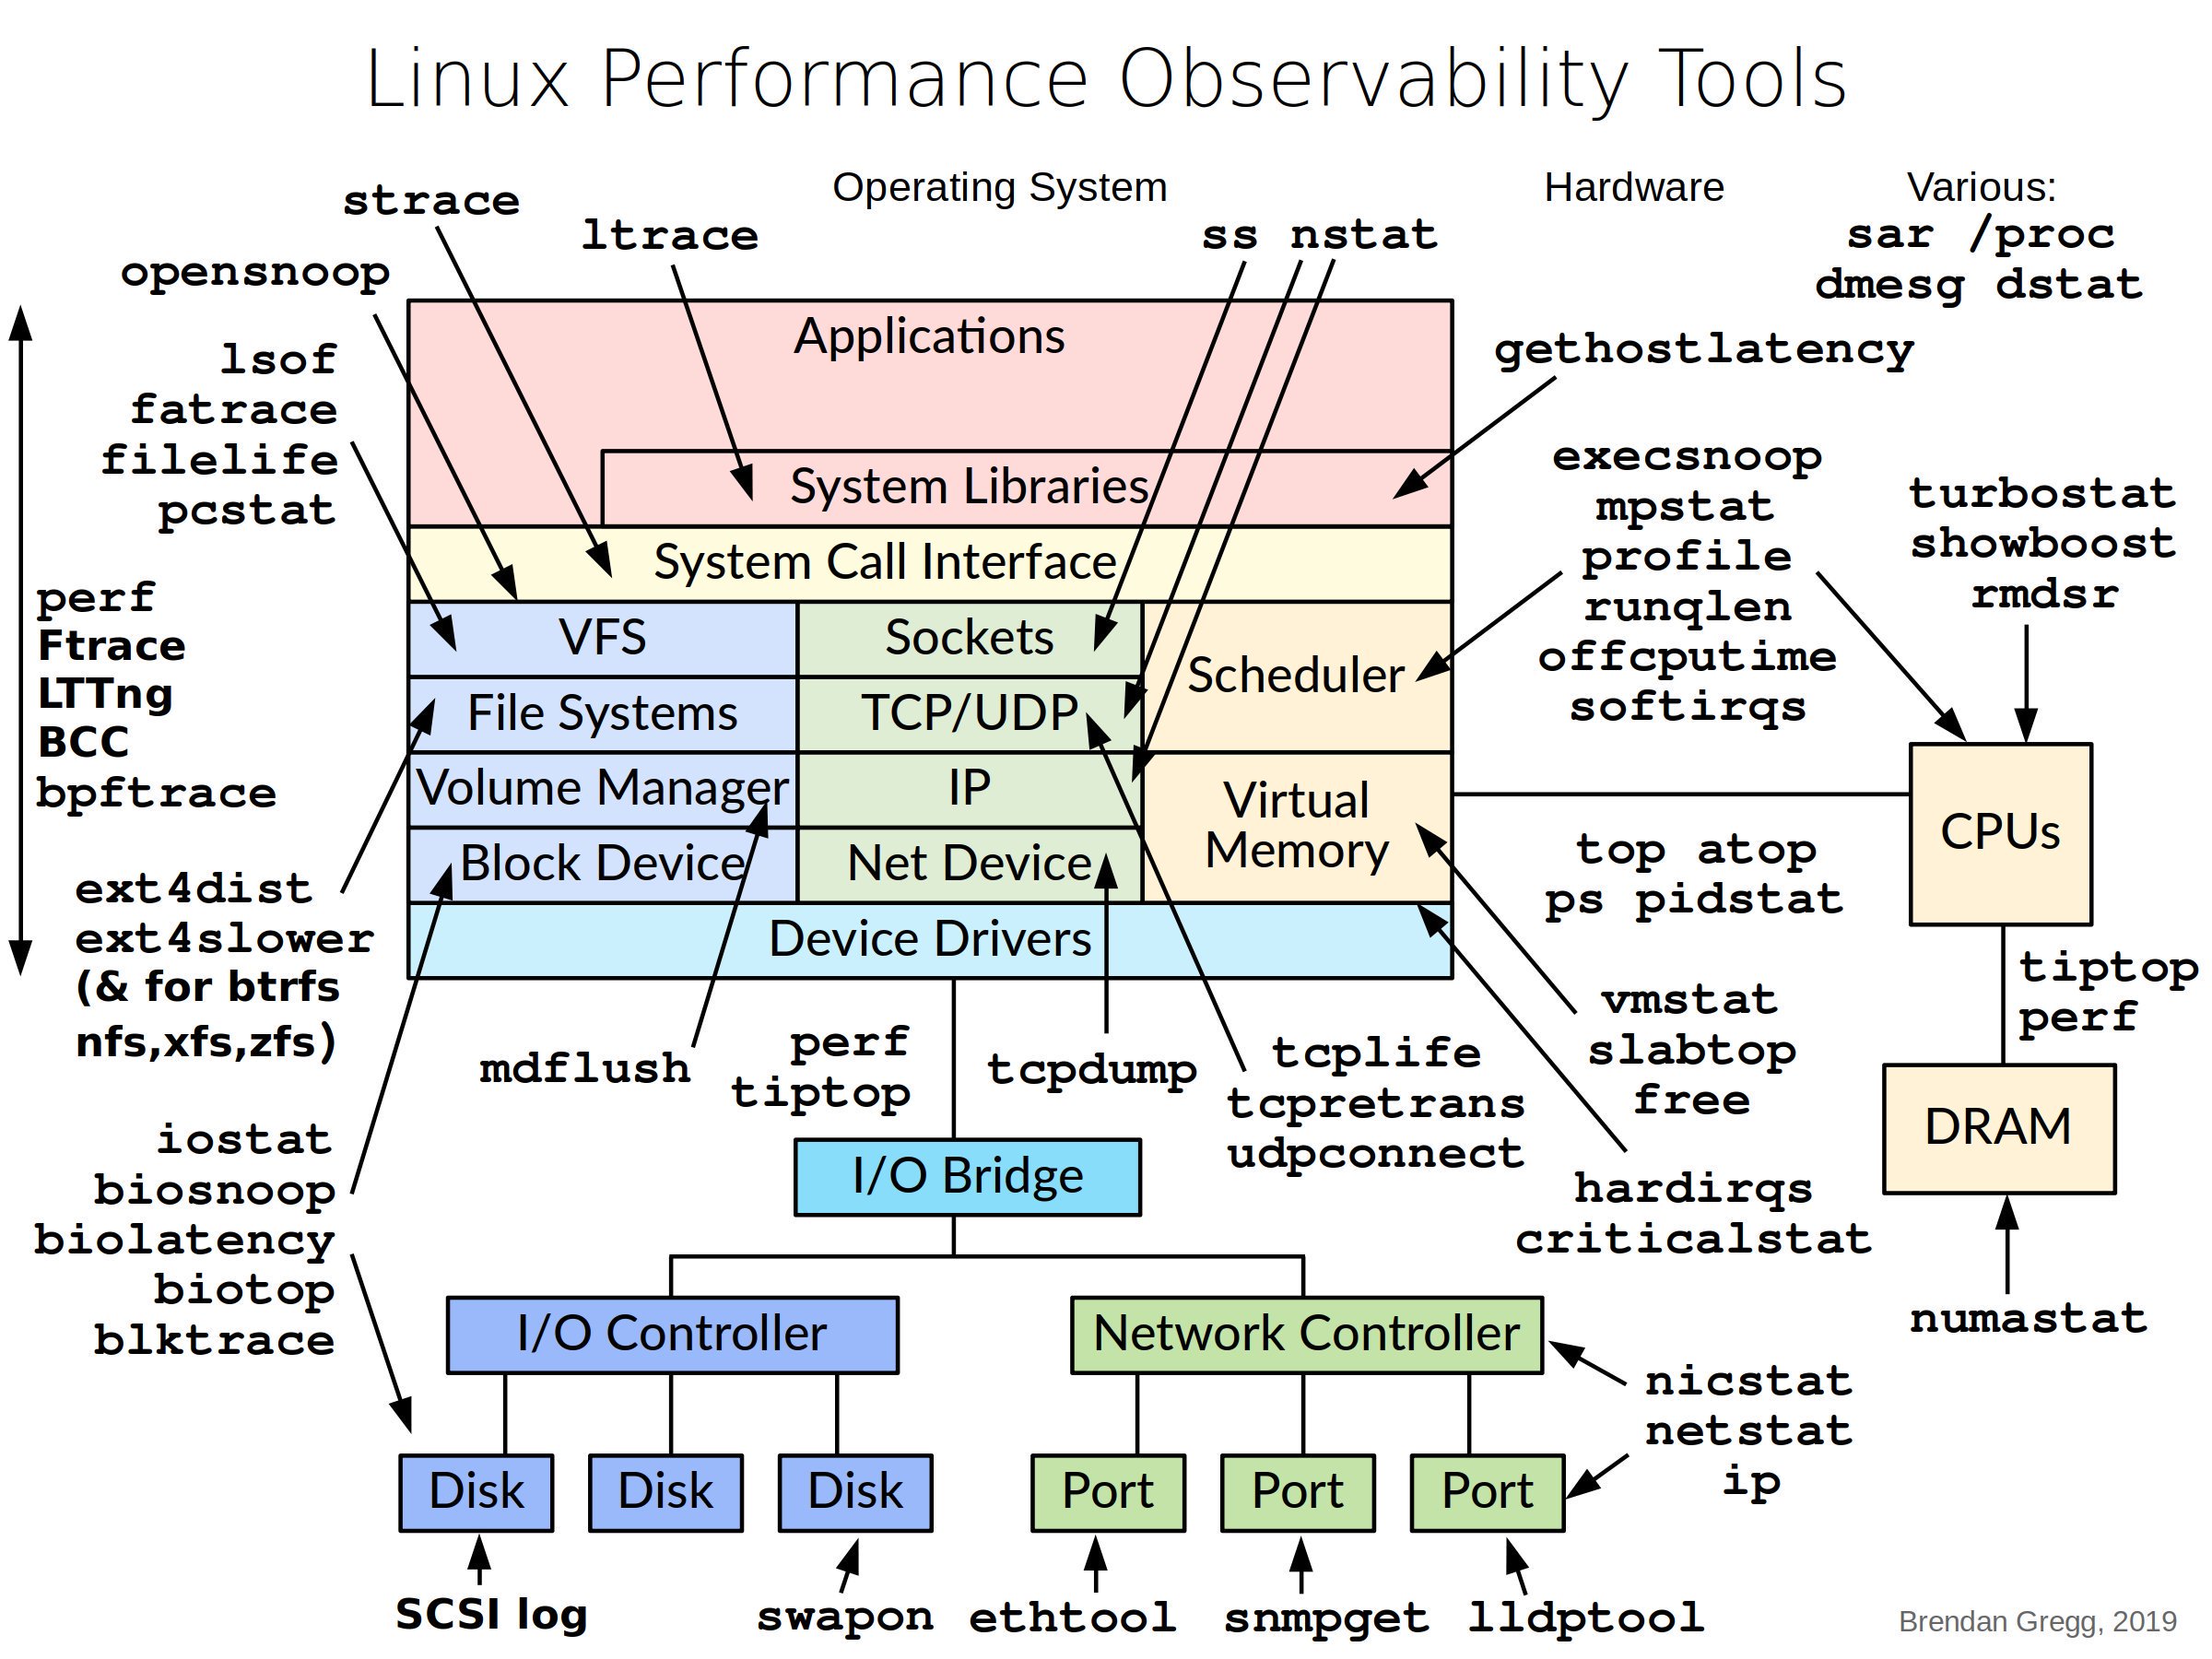 Linux Performance Observability Tools
Operating System
Hardware
Various:
sar /proc
dmesg dstat
strace
ltrace
ss nstat
opensnoop
lsof
fatrace
filelife
pcstat
perf
Ftrace
LTTng
BCC
bpftrace
ext4dist
ext4slower
(& for btrfs
nfs,xfs,zfs)
iostat
biosnoop
biolatency
biotop
blktrace
Applications
System Libraries
System Call Interface
VFS
Sockets
Scheduler
File Systems
TCP/UDP
Volume Manager
IP
Virtual
Memory
Block Device
Net Device
Device Drivers
gethostlatency
execsnoop
mpstat
profile
runqlen
offcputime
softirqs
turbostat
showboost
rmdsr
CPUs
top atop
ps pidstat
tiptop
perf
DRAM
numastat
vmstat
slabtop
free
hardirqs
criticalstat
mdflush
perf
tiptop
tcpdump
tcplife
tcpretrans
udpconnect
I/O Bridge
I/O Controller
Network Controller
nicstat
netstat
ip
Disk
Disk
Disk
Port
Port
Port
SCSI log
swapon
ethtool
snmpget
lldptool
Brendan Gregg, 2019